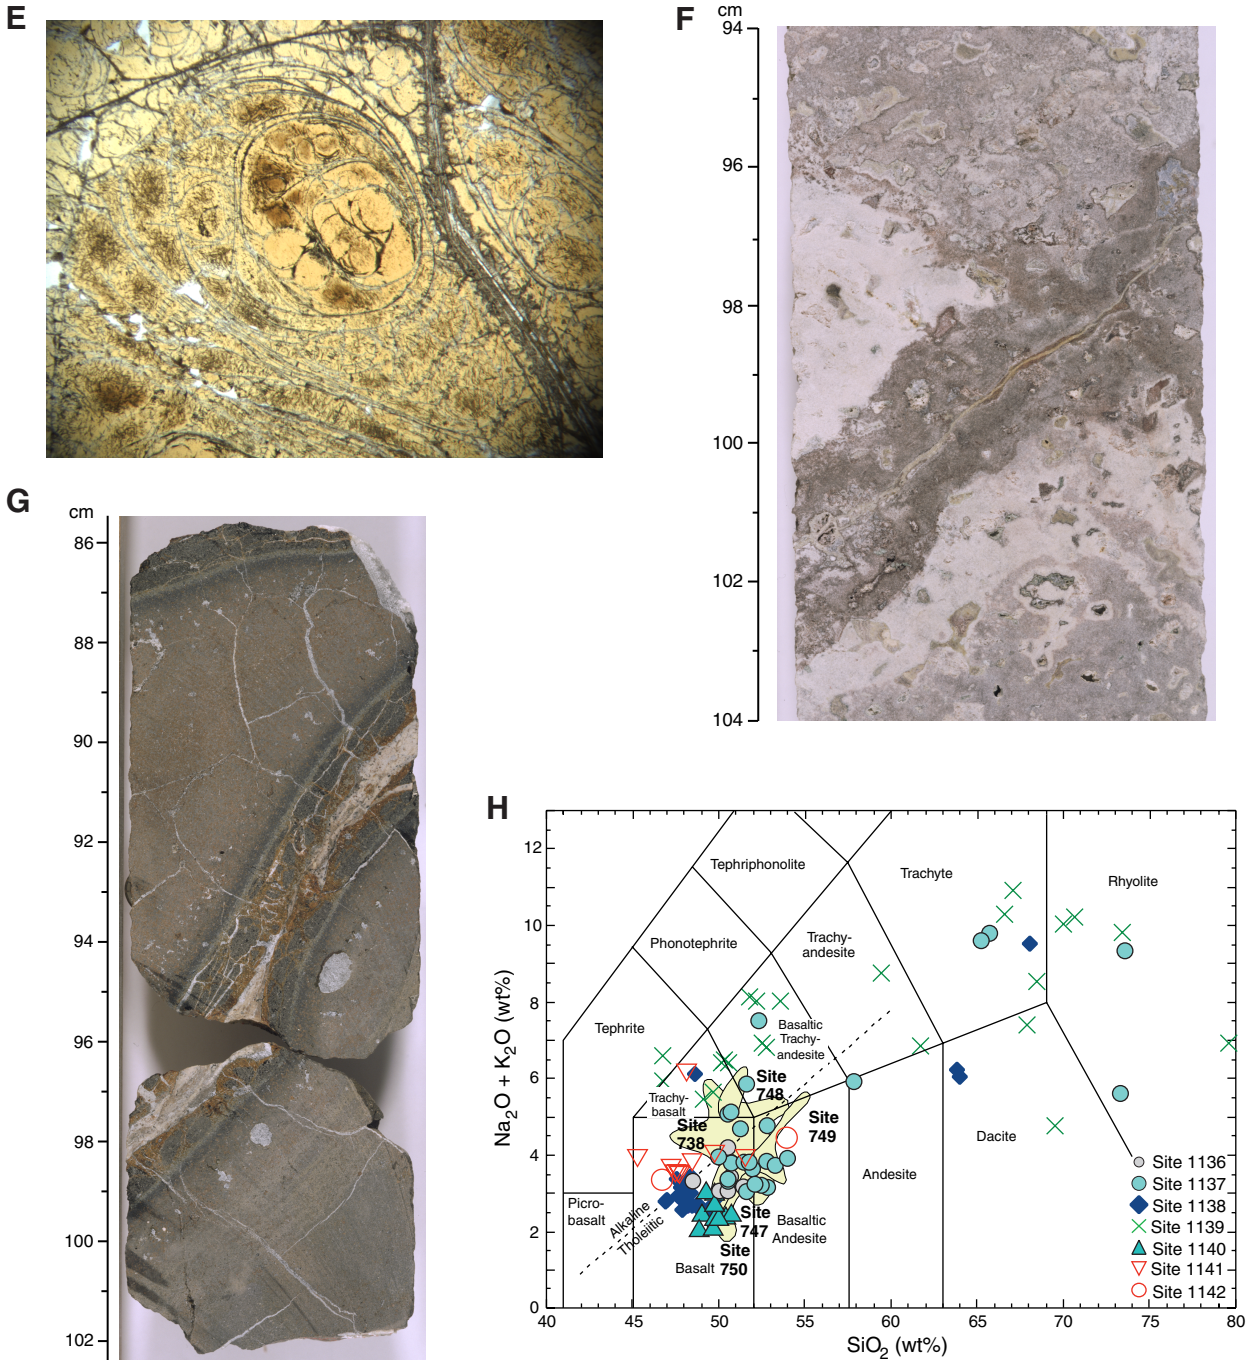 E
F
cm
94
96
98
100
102
104
G
cm
86
88
90
92
94
96
98
100
102
H
Na2O + K2O (wt%)
12
10
8
6
4
2
0
40
45
50
55
60
65
70
75
80
SiO2 (wt%)
Tephriphonolite
Trachyte
Rhyolite
Phonotephrite
Trachy-
andesite
Tephrite
Basaltic
Trachy-
andesite
Trachy-
basalt
Site
748
Site
738
Site
749
Dacite
Andesite
Picro-
basalt
Alkaline
Tholeiitic
Site
747
Basaltic
Andesite
Site
750
Basalt
Site 1136
Site 1137
Site 1138
Site 1139
Site 1140
Site 1141
Site 1142